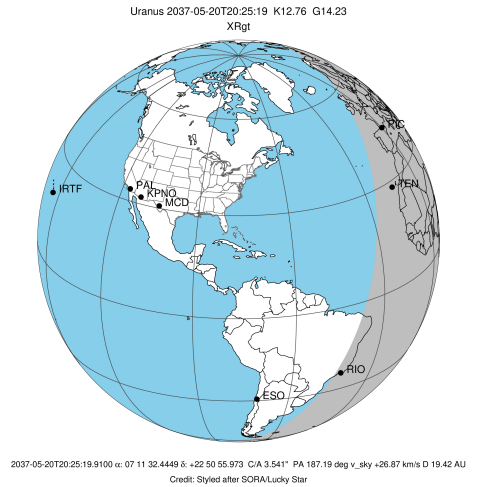 Uranus 2037-05-20T20:25:19 K12.76 G14.23
XRgt
PIC
TEN
IRTF
PAL
KPNO
MCD
RIO
ESO
2037-05-20T20:25:19.9100 α: 07 11 32.4449 δ: +22 50 55.973 C/A 3.541" PA 187.19 deg v_sky +26.87 km/s D 19.42 AU
Credit: Styled after SORA/Lucky Star